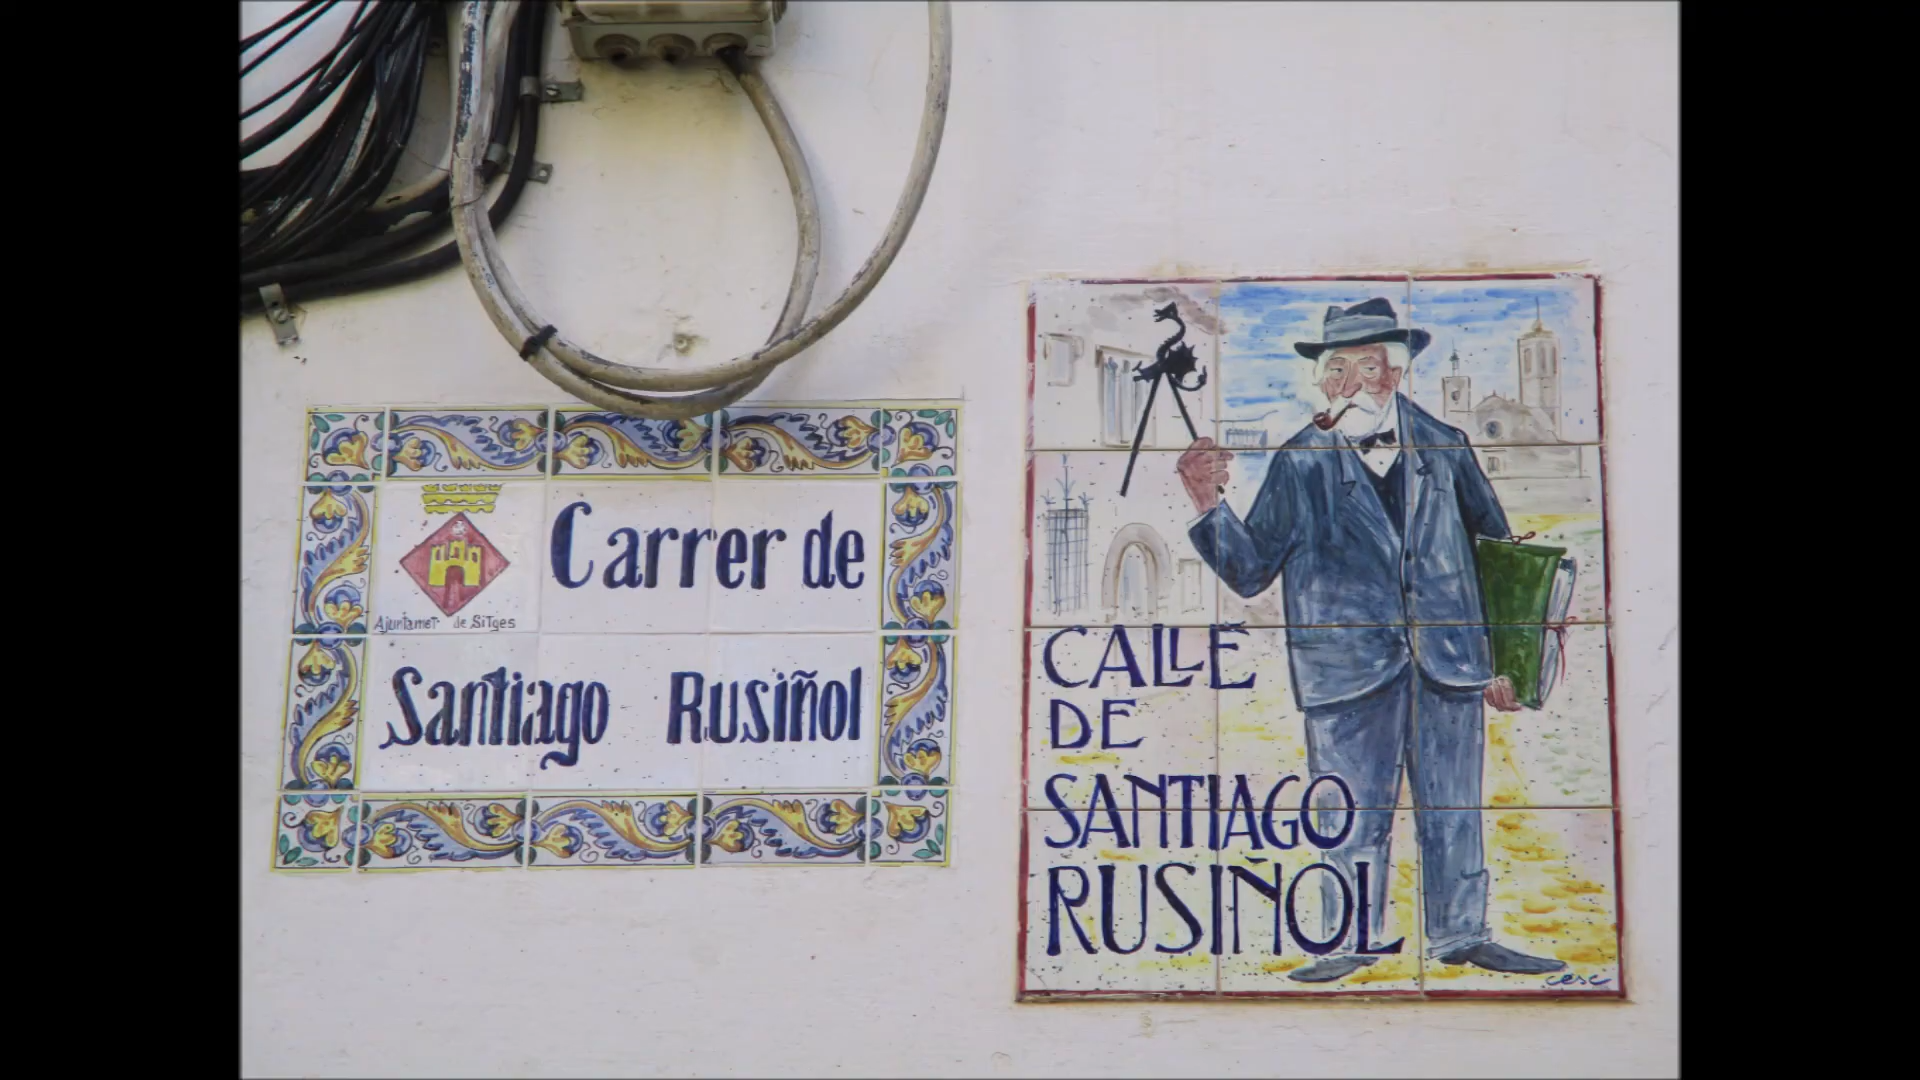 Ajuntamet de Sitges
Carrer de
Santiago Rusiñol
CALLE
DE
SANTIAGO
RUSIÑOL
cesc